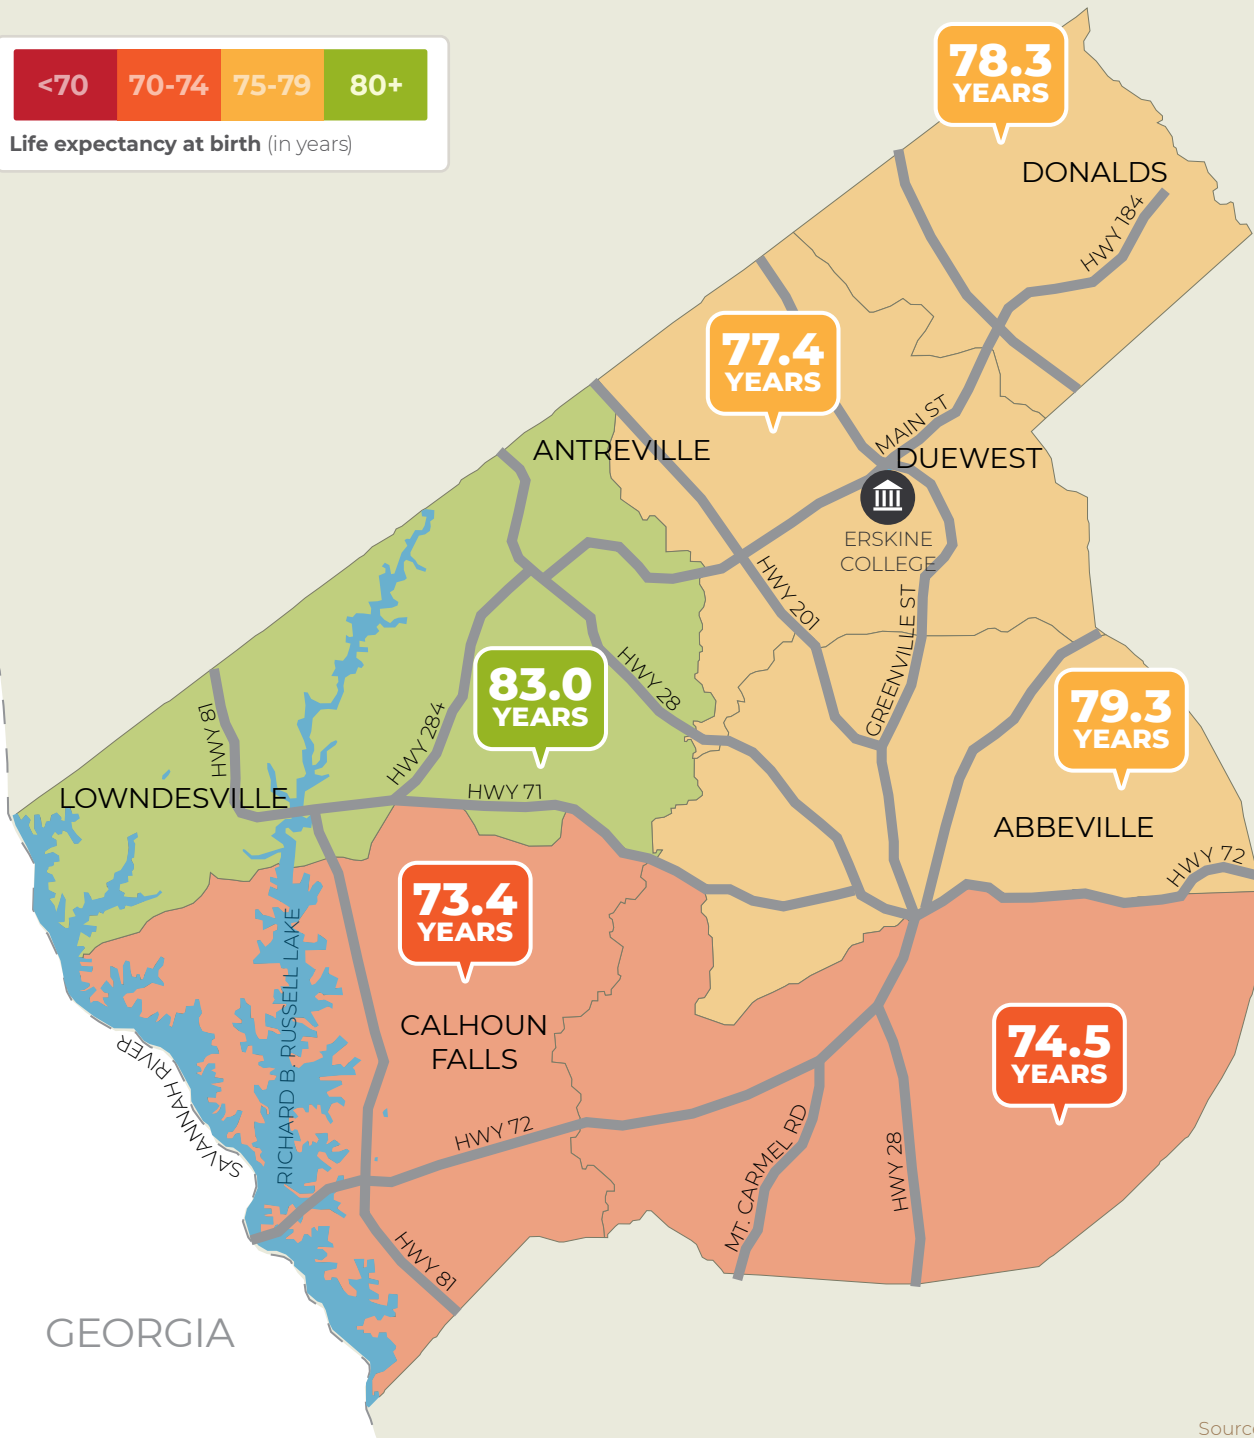 <70 70-74 75-79 80+
Life expectancy at birth (in years)
78.3
YEARS
DONALDS
HWY 184
77.4
YEARS
MAIN ST
ANTREVILLE
DUEWEST
ERSKINE
COLLEGE
HWY 201
GREENVILLE ST
HWY 28
83.0
YEARS
79.3
YEARS
HWY 81
HWY 284
HWY 71
LOWNDESVILLE
ABBEVILLE
HWY 72
73.4
YEARS
RICHARD B. RUSSELL LAKE
CALHOUN
FALLS
74.5
YEARS
SAVANNAH RIVER
HWY 72
MT. CARMEL RD
HWY 28
HWY 81
GEORGIA
Sourc